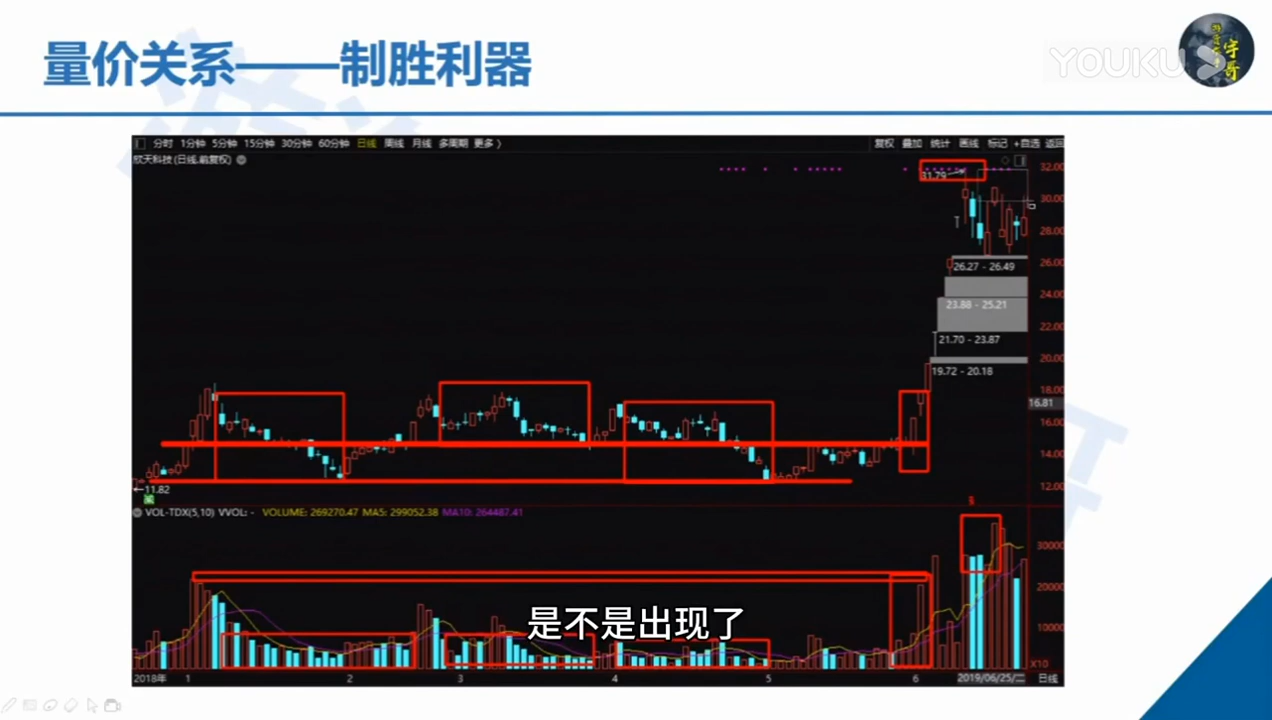 量价关系——制胜利器
YOUKU
宇哥
分时 1分钟 5分钟 15分钟 30分钟 60分钟 日线 周线 月线 多周期 更多 〉
复权 叠加 统计 画线 标记 +自选 返回
欣天科技 (日线.前复权)
32.00
31.79
30.00
28.00
26.00
26.27 - 26.49
24.00
23.88 - 25.21
22.00
21.70 - 23.87
20.00
19.72 - 20.18
18.00
16.81
16.00
14.00
12.00
←11.82
VOL-TDX(5,10) VVOL: - VOLUME: 269270.47 MA5: 299052.38 MA10: 264487.41
30000
20000
10000
X10
是不是出现了
2018年 1 2 3 4 5 6 2019/06/25/二 日线